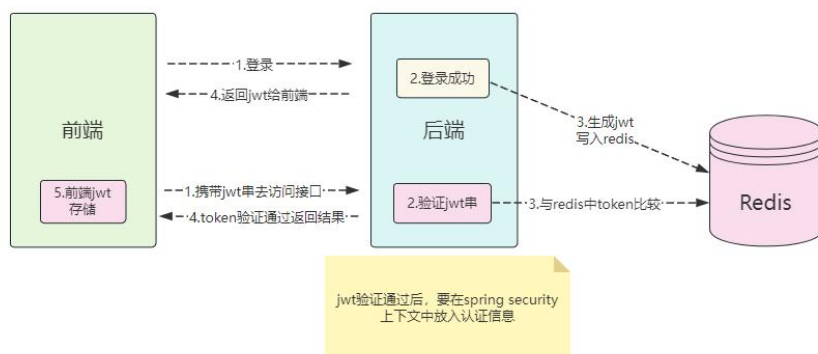 1.登录
2.登录成功
4.返回jwt给前端
3.生成jwt
写入redis
前端
后端
5.前端jwt
存储
1.携带jwt串去访问接口
2.验证jwt串
3.与redis中token比较
Redis
4.token验证通过返回结果
jwt验证通过后，要在spring security
上下文中放入认证信息